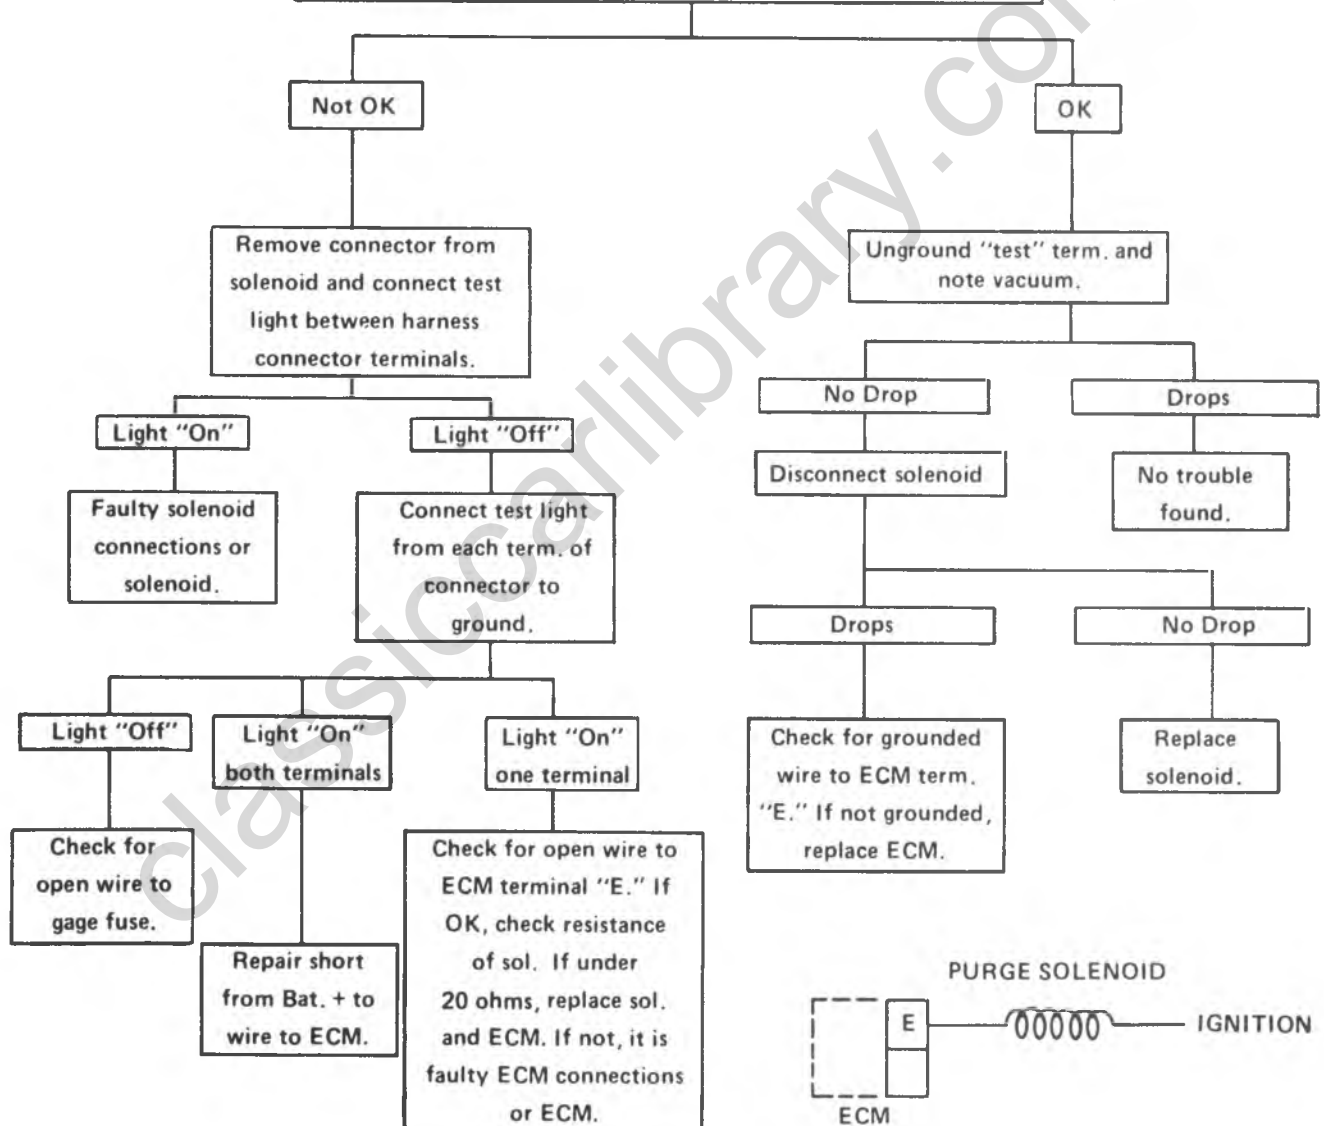 Not OK
OK
Remove connector from
solenoid and connect test
light between harness
connector terminals.
Unground "test" term. and
note vacuum.
Light "On"
Light "Off"
No Drop
Drops
Faulty solenoid
connections or
solenoid.
Connect test light
from each term. of
connector to
ground.
Disconnect solenoid
No trouble
found.
Drops
No Drop
Light "Off"
Light "On"
both terminals
Light "On"
one terminal
Check for grounded
wire to ECM term.
"E." If not grounded,
replace ECM.
Replace
solenoid.
Check for
open wire to
gage fuse.
Repair short
from Bat. + to
wire to ECM.
Check for open wire to
ECM terminal "E." If
OK, check resistance
of sol. If under
20 ohms, replace sol.
and ECM. If not, it is
faulty ECM connections
or ECM.
PURGE SOLENOID
E
IGNITION
ECM
classiccarlibrary.com